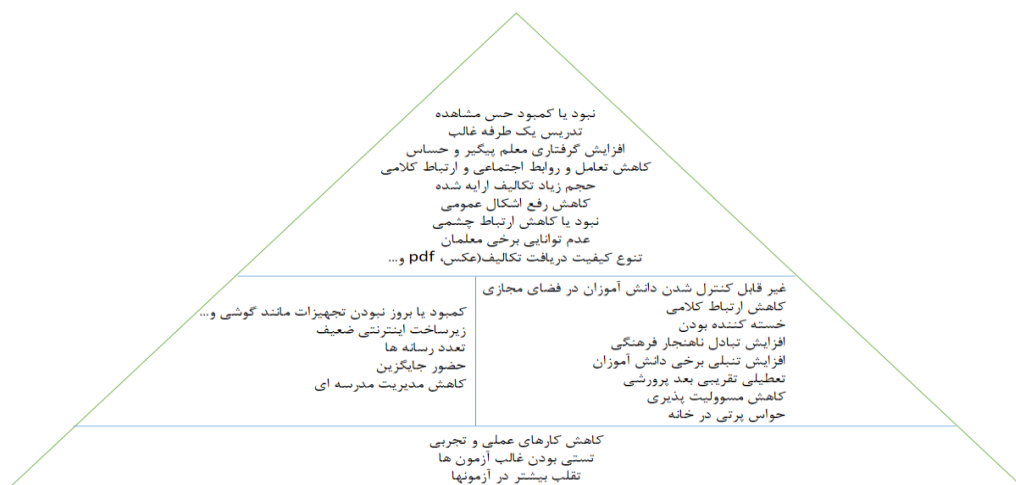 نبود یا کمبود حس مشاهده
تدریس یک طرفه غالب
افزایش گرفتاری معلم پیگیر و حساس
کاهش تعامل و روابط اجتماعی و ارتباط کلامی
حجم زیاد تکالیف ارایه شده
کاهش رفع اشکال عمومی
نبود یا کاهش ارتباط چشمی
عدم توانایی برخی معلمان
تنوع کیفیت دریافت تکالیف(عکس، pdf و...
غیر قابل کنترل شدن دانش آموزان در فضای مجازی
کاهش ارتباط کلامی
خسته کننده بودن
افزایش تبادل ناهنجار فرهنگی
افزایش تنبلی برخی دانش آموزان
تعطیلی تقریبی بعد پرورشی
کاهش مسوولیت پذیری
حواس پرتی در خانه
کمبود یا بروز نبودن تجهیزات مانند گوشی و...
زیرساخت اینترنتی ضعیف
تعدد رسانه ها
حضور جایگزین
کاهش مدیریت مدرسه ای
کاهش کارهای عملی و تجربی
تستی بودن غالب آزمون ها
تقلب بیشتر در آزمونها